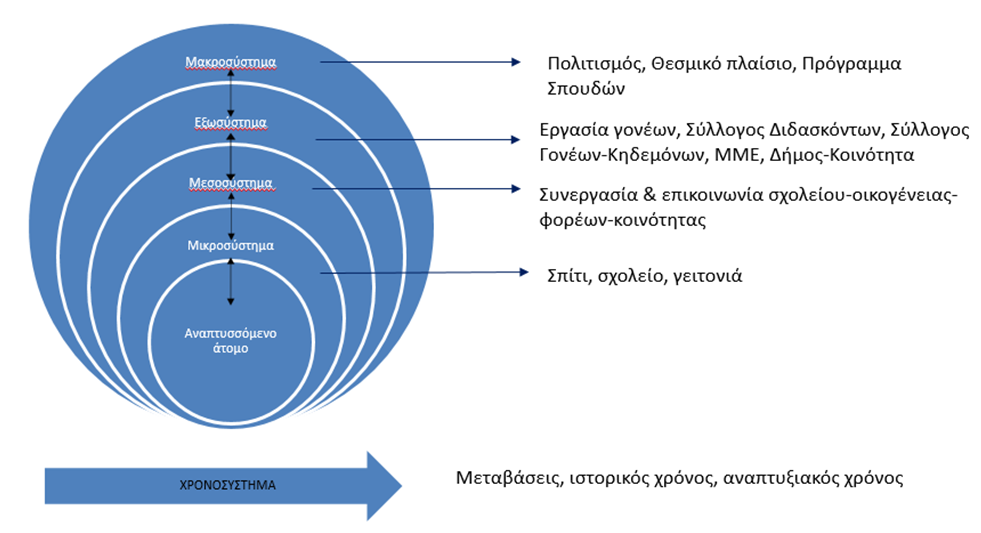 Μακροσύστημα
Πολιτισμός, Θεσμικό πλαίσιο, Πρόγραμμα
Σπουδών
Εξωσύστημα
Εργασία γονέων, Σύλλογος Διδασκόντων, Σύλλογος
Γονέων-Κηδεμόνων, ΜΜΕ, Δήμος-Κοινότητα
Μεσοσύστημα
Συνεργασία & επικοινωνία σχολείου-οικογένειας-
φορέων-κοινότητας
Μικροσύστημα
Σπίτι, σχολείο, γειτονιά
Αναπτυσσόμενο
άτομο
ΧΡΟΝΟΣΥΣΤΗΜΑ
Μεταβάσεις, ιστορικός χρόνος, αναπτυξιακός χρόνος